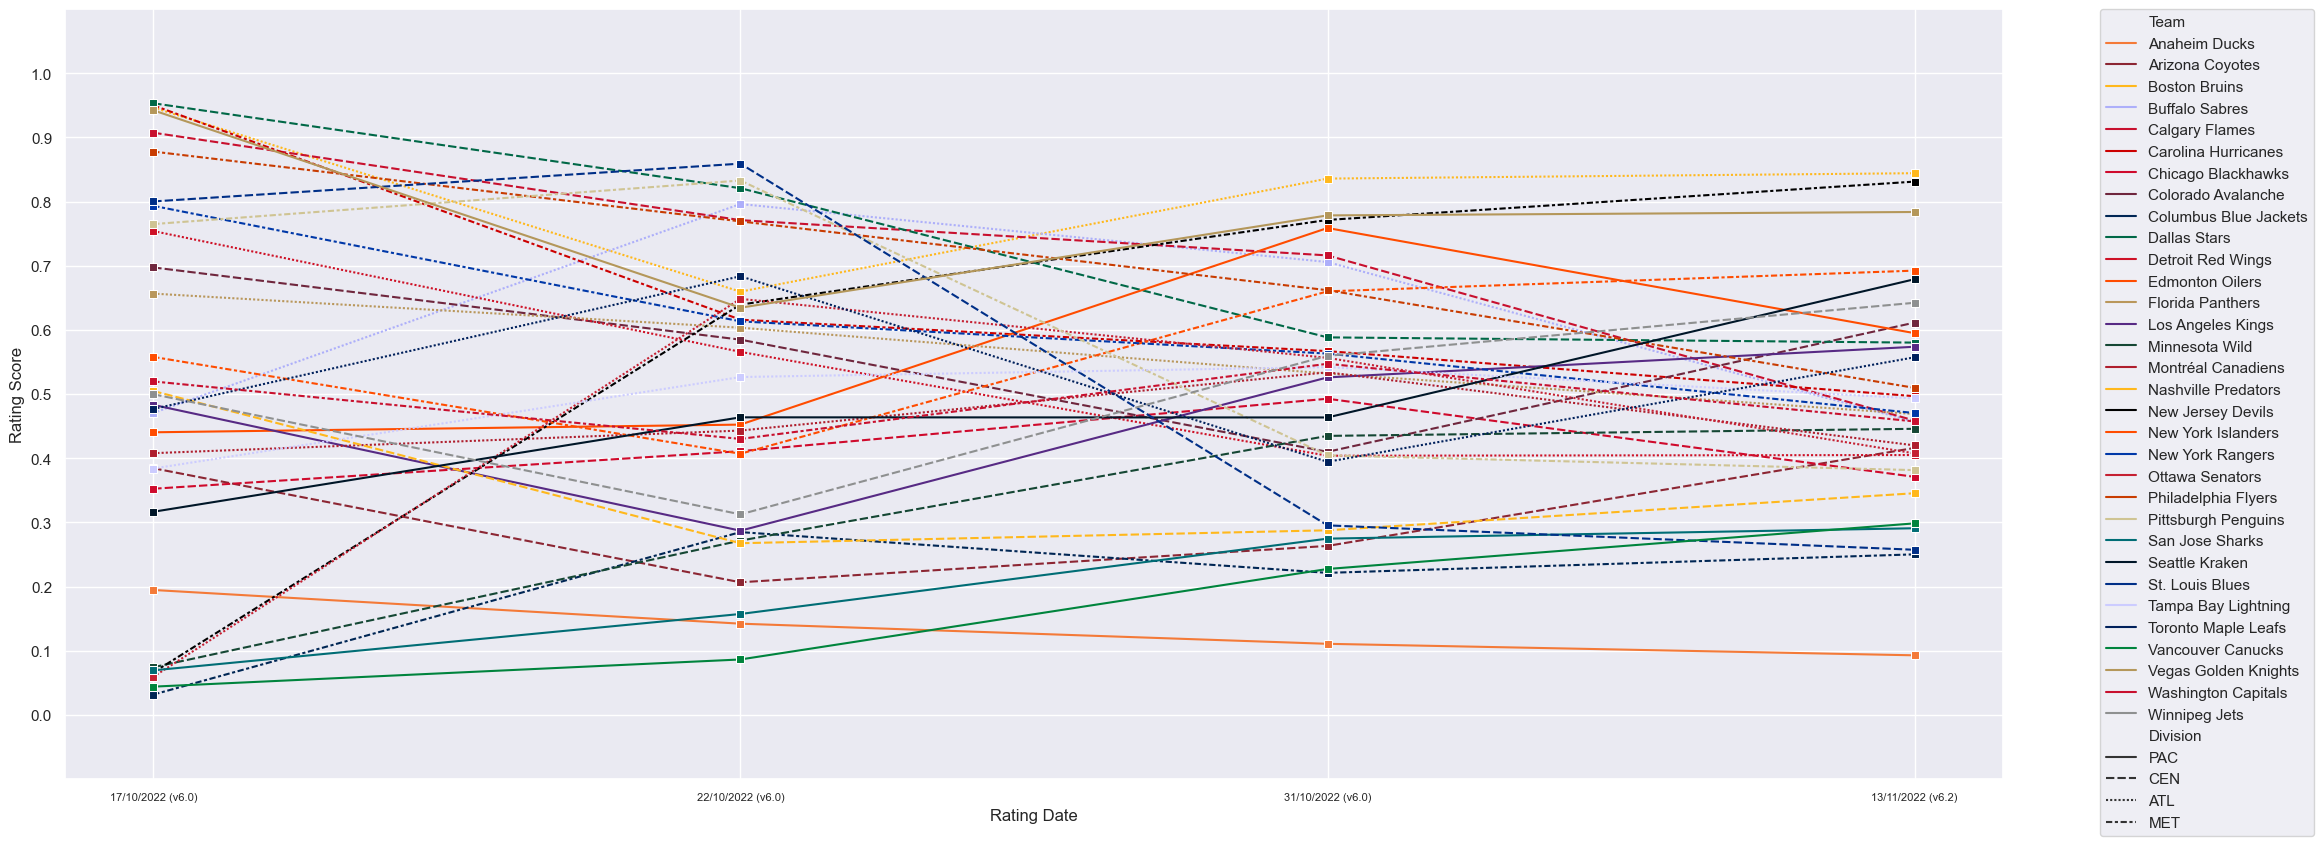 Rating Score
1.0
0.9
0.8
0.7
0.6
0.5
0.4
0.3
0.2
0.1
0.0
17/10/2022 (v6.0)
22/10/2022 (v6.0)
31/10/2022 (v6.0)
13/11/2022 (v6.2)
Rating Date
Team
Anaheim Ducks
Arizona Coyotes
Boston Bruins
Buffalo Sabres
Calgary Flames
Carolina Hurricanes
Chicago Blackhawks
Colorado Avalanche
Columbus Blue Jackets
Dallas Stars
Detroit Red Wings
Edmonton Oilers
Florida Panthers
Los Angeles Kings
Minnesota Wild
Montréal Canadiens
Nashville Predators
New Jersey Devils
New York Islanders
New York Rangers
Ottawa Senators
Philadelphia Flyers
Pittsburgh Penguins
San Jose Sharks
Seattle Kraken
St. Louis Blues
Tampa Bay Lightning
Toronto Maple Leafs
Vancouver Canucks
Vegas Golden Knights
Washington Capitals
Winnipeg Jets
Division
PAC
CEN
ATL
MET